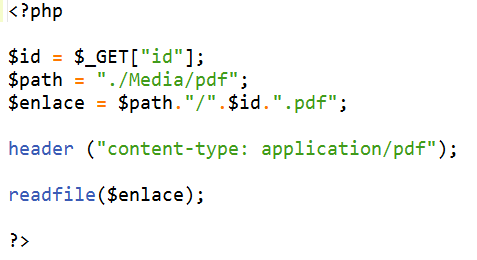 <?php
$id = $_GET["id"];
$path = "./Media/pdf";
$enlace = $path."/".$id.".pdf";
header ("content-type: application/pdf");
readfile($enlace);
?>